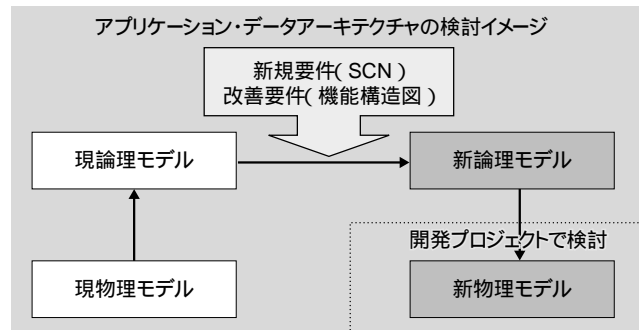 アプリケーション・データアーキテクチャの検討イメージ
新規要件(SCN)
改善要件(機能構造図)
現論理モデル
新論理モデル
開発プロジェクトで検討
現物理モデル
新物理モデル